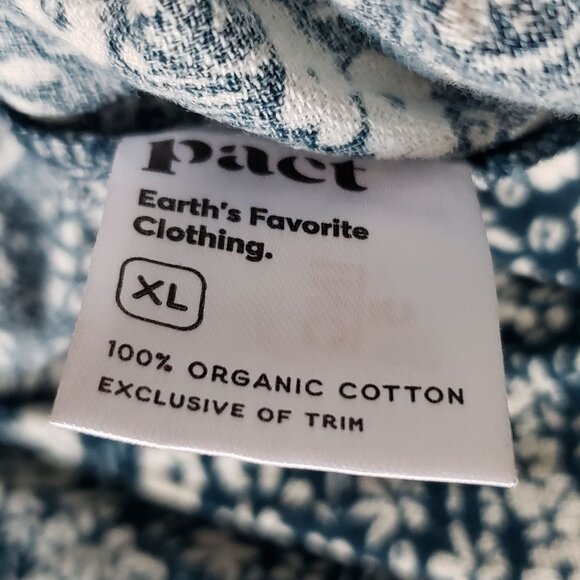 pact
Earth's Favorite
Clothing.
XL
100% ORGANIC COTTON
EXCLUSIVE OF TRIM